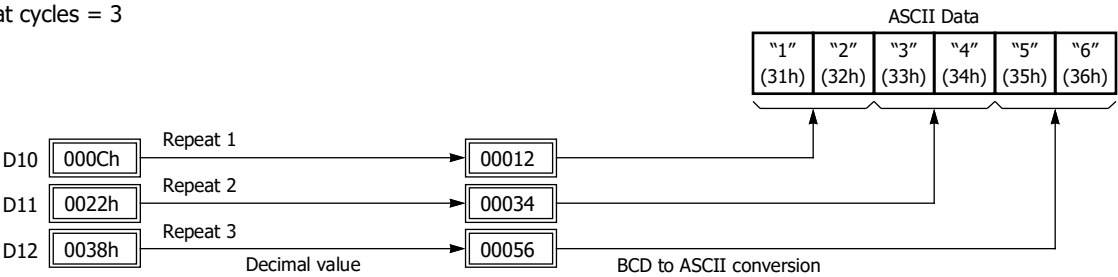 at cycles = 3
ASCII Data
“1” “2” “3” “4” “5” “6”
(31h) (32h) (33h) (34h) (35h) (36h)
Repeat 1
D10 000Ch 00012
Repeat 2
D11 0022h 00034
Repeat 3
D12 0038h 00056
Decimal value BCD to ASCII conversion